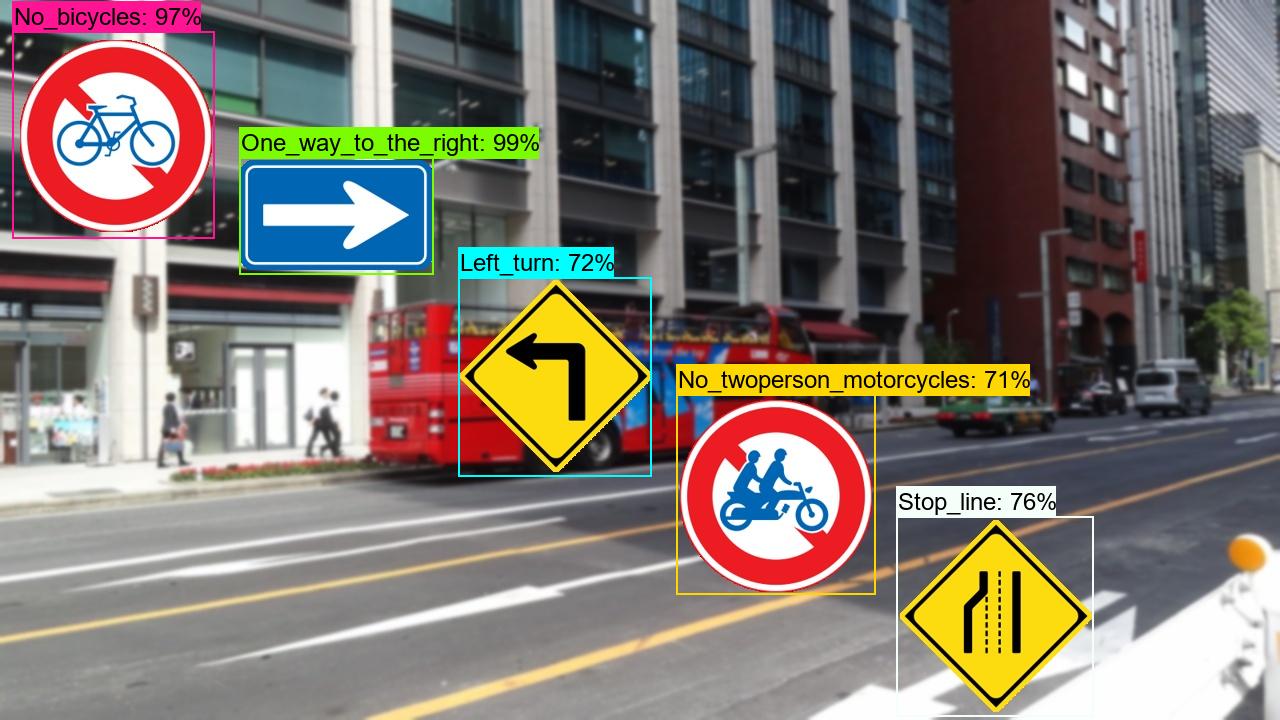 No_bicycles: 97%
One_way_to_the_right: 99%
Left_turn: 72%
No_twoperson_motorcycles: 71%
Stop_line: 76%